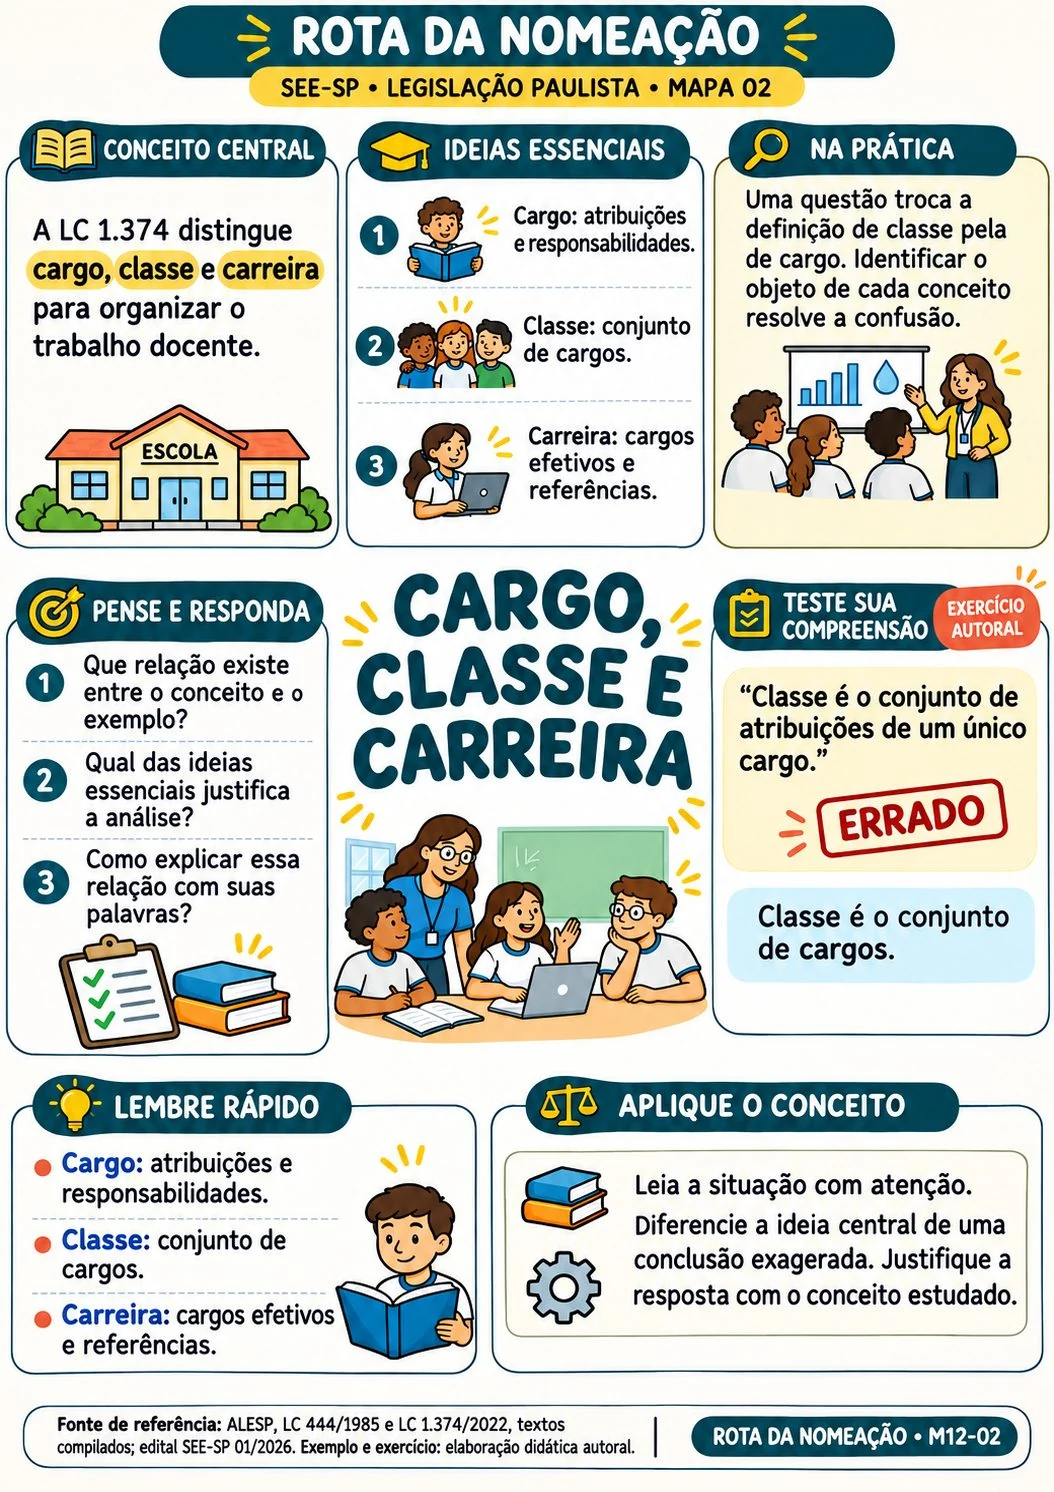 ROTA DA NOMEAÇÃO
SEE-SP • LEGISLAÇÃO PAULISTA • MAPA 02
CONCEITO CENTRAL
A LC 1.374 distingue
cargo, classe e carreira
para organizar o
trabalho docente.
ESCOLA
IDEIAS ESSENCIAIS
1
Cargo: atribuições
e responsabilidades.
2
Classe: conjunto
de cargos.
3
Carreira: cargos
efetivos e
referências.
NA PRÁTICA
Uma questão troca a
definição de classe pela
de cargo. Identificar o
objeto de cada conceito
resolve a confusão.
PENSE E RESPONDA
1
Que relação existe
entre o conceito e o
exemplo?
2
Qual das ideias
essenciais justifica
a análise?
3
Como explicar essa
relação com suas
palavras?
CARGO,
CLASSE E
CARREIRA
TESTE SUA
COMPREENSÃO
EXERCÍCIO
AUTORAL
“Classe é o conjunto de
atribuições de um único
cargo.”
ERRADO
Classe é o conjunto
de cargos.
LEMBRE RÁPIDO
Cargo: atribuições e
responsabilidades.
Classe: conjunto de
cargos.
Carreira: cargos efetivos
e referências.
APLIQUE O CONCEITO
Leia a situação com atenção.
Diferencie a ideia central de uma
conclusão exagerada. Justifique a
resposta com o conceito estudado.
Fonte de referência: ALESP, LC 444/1985 e LC 1.374/2022, textos
compilados; edital SEE-SP 01/2026. Exemplo e exercício: elaboração didática autoral.
ROTA DA NOMEAÇÃO • M12-02